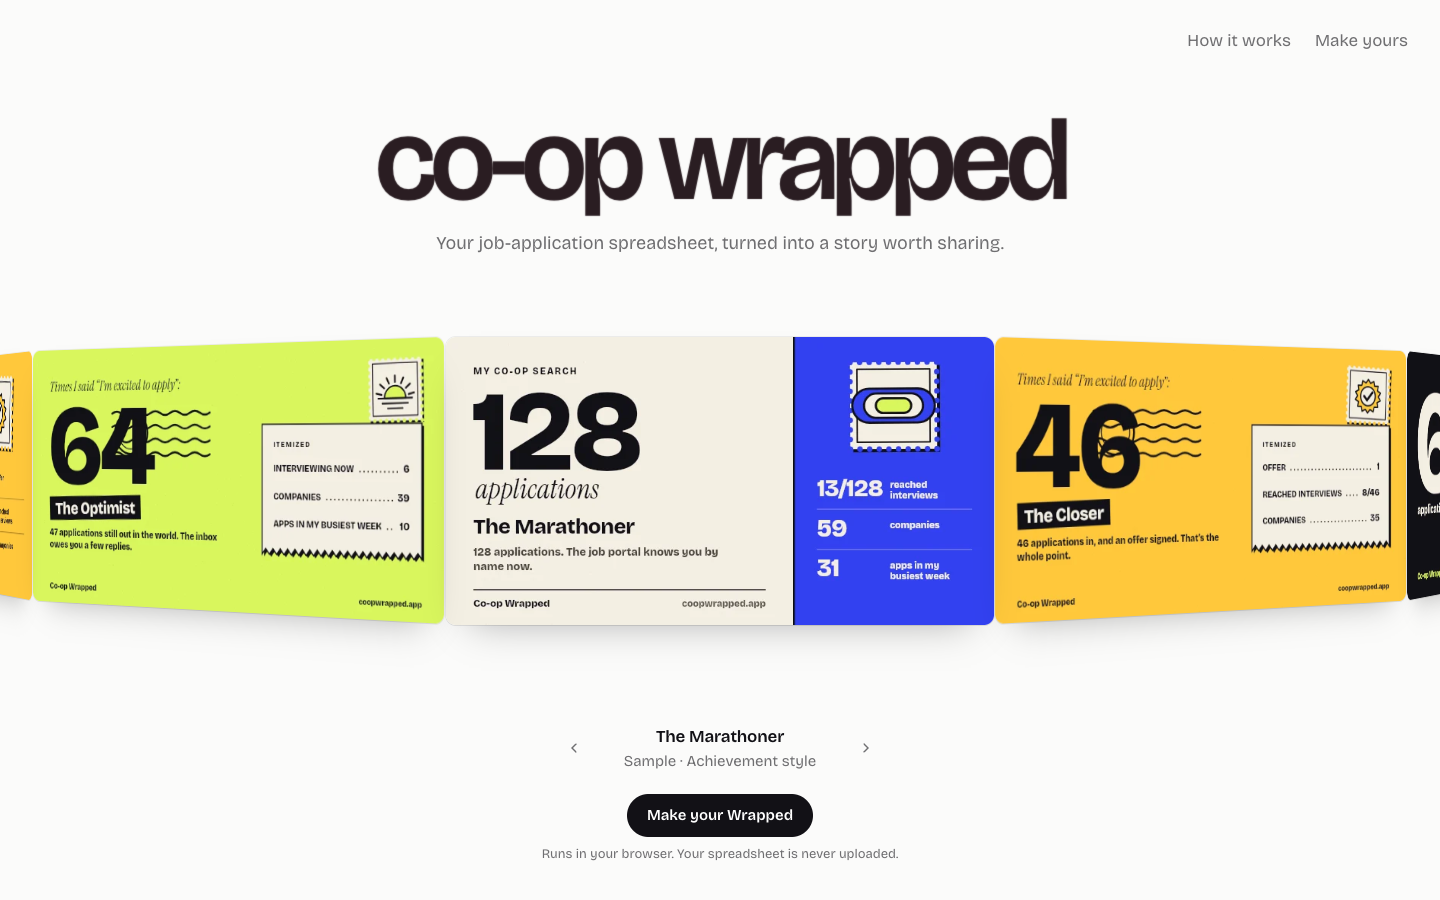 How it works
Make yours
co-op wrapped
Your job-application spreadsheet, turned into a story worth sharing.
Times I said “I’m excited to apply”:
64
The Optimist
47 applications still out in the world. The inbox
owes you a few replies.
Co-op Wrapped
ITEMIZED
INTERVIEWING NOW .......... 6
COMPANIES ................ 39
APPS IN MY BUSIEST WEEK .. 10
coopwrapped.app
MY CO-OP SEARCH
128
applications
The Marathoner
128 applications. The job portal knows you by
name now.
Co-op Wrapped
coopwrapped.app
13/128 reached
interviews
59 companies
31 apps in my
busiest week
Times I said “I’m excited to apply”:
46
The Closer
46 applications in, and an offer signed. That’s the
whole point.
Co-op Wrapped
ITEMIZED
OFFER ..................... 1
REACHED INTERVIEWS .... 8/46
COMPANIES ................ 35
coopwrapped.app
The Marathoner
Sample · Achievement style
Make your Wrapped
Runs in your browser. Your spreadsheet is never uploaded.